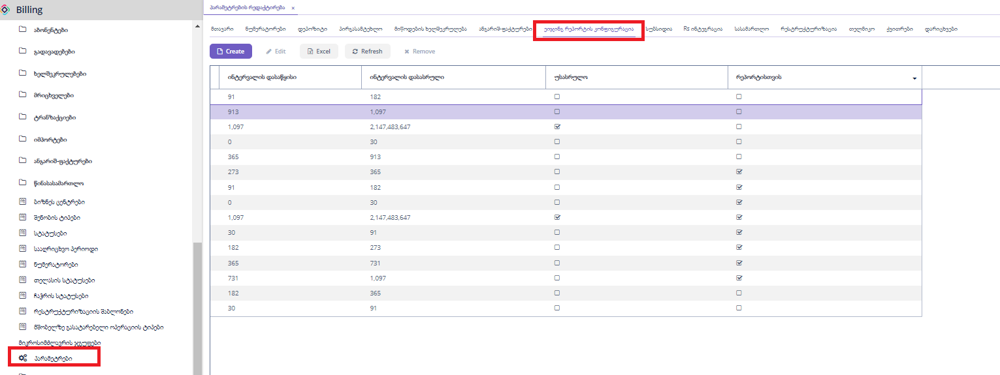 Billing
აბონენტები
გადავადებები
ხელშეკრულებები
მრიცხველები
ტრანზაქციები
იმპორტები
ანგარიშ-ფაქტურები
წინასასამართლო
ბიზნეს ცენტრები
შენობის ტიპები
სტატუსები
სააღრიცხვო პერიოდი
ნუმერატორები
თელასის სტატუსები
ჩაჭრის სტატუსები
რესტრუქტურიზაციის შაბლონები
მშობელზე გასატარებელი ოპერაციის ტიპები
მიკროსიმძლავრის ჯგუფები
პარამეტრები
პარამეტრების რედაქტირება ×
მთავარი ნუმერატორები დეპოზიტი პირგასამტეხლო მიწოდების ხელშეკრულება ანგარიშ-ფაქტურები ეიჯინგ რეპორტის კონფიგურაცია სუბსიდია Rs ინტეგრაცია სასამართლო რესტრუქტურიზაცია თელმიკო ქვითრები დარიცხვები
Create Edit Excel Refresh Remove
ინტერვალის დასაწყისი ინტერვალის დასასრული უსასრულო რეპორტისთვის
91 182
913 1,097
1,097 2,147,483,647
0 30
365 913
273 365
91 182
0 30
1,097 2,147,483,647
30 91
182 273
365 731
731 1,097
182 365
30 91